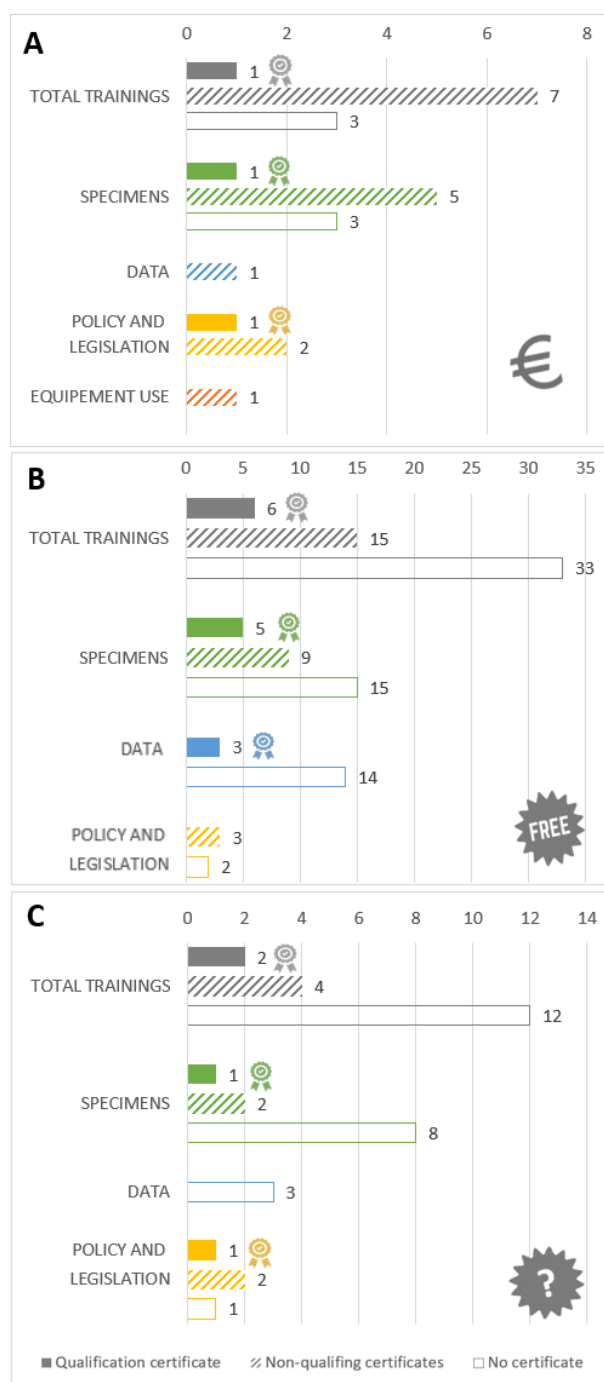 A
0 2 4 6 8
1
TOTAL TRAININGS
7
3
1
SPECIMENS
5
3
DATA
1
POLICY AND
1
LEGISLATION
2
€
EQUIPEMENT USE
1
B
0 5 10 15 20 25 30 35
6
TOTAL TRAININGS
15
33
5
SPECIMENS
9
15
DATA
3
14
POLICY AND
3
LEGISLATION
2
FREE
C
0 2 4 6 8 10 12 14
2
TOTAL TRAININGS
4
12
1
SPECIMENS
2
8
DATA
3
POLICY AND
1
LEGISLATION
2
1
?
Qualification certificate Non-qualifing certificates No certificate